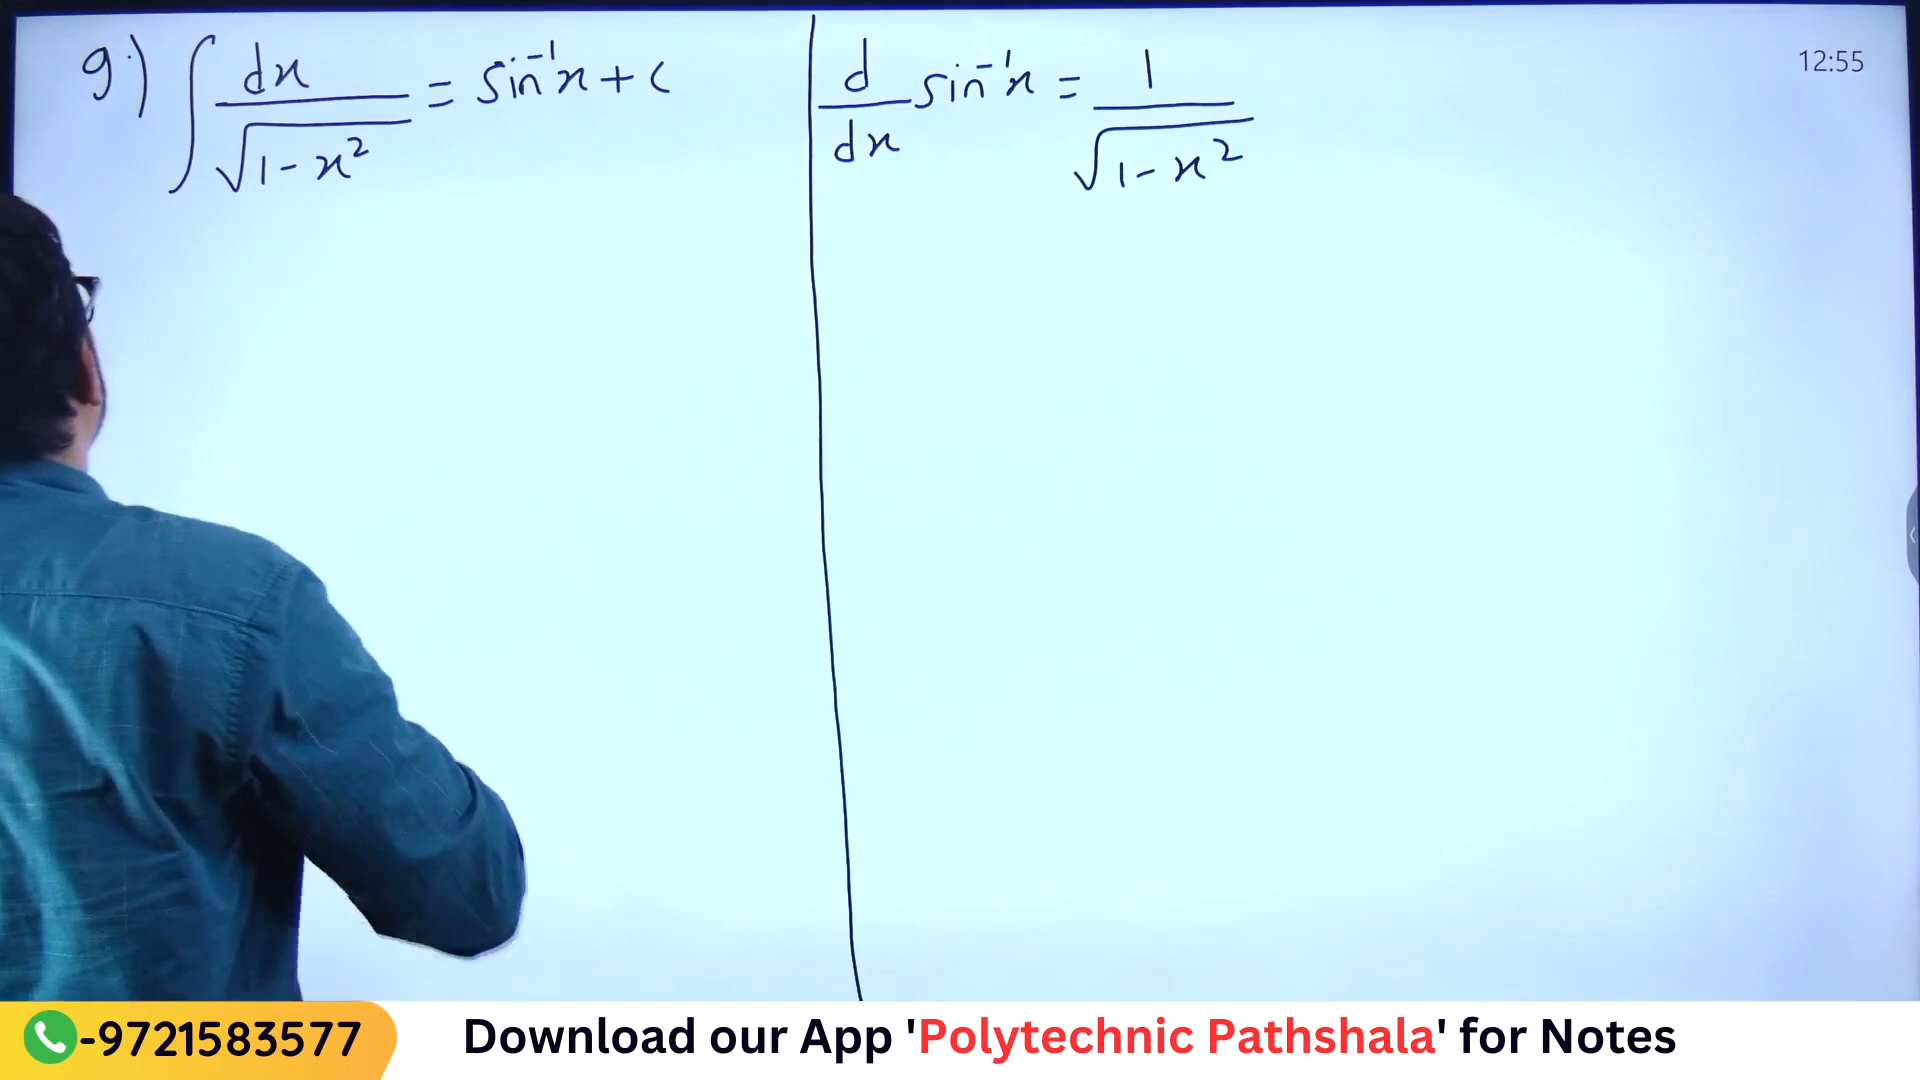 9) ∫ dx / √(1-x²) = sin⁻¹x + c
d/dx sin⁻¹x = 1 / √(1-x²)
12:55
-9721583577
Download our App 'Polytechnic Pathshala' for Notes